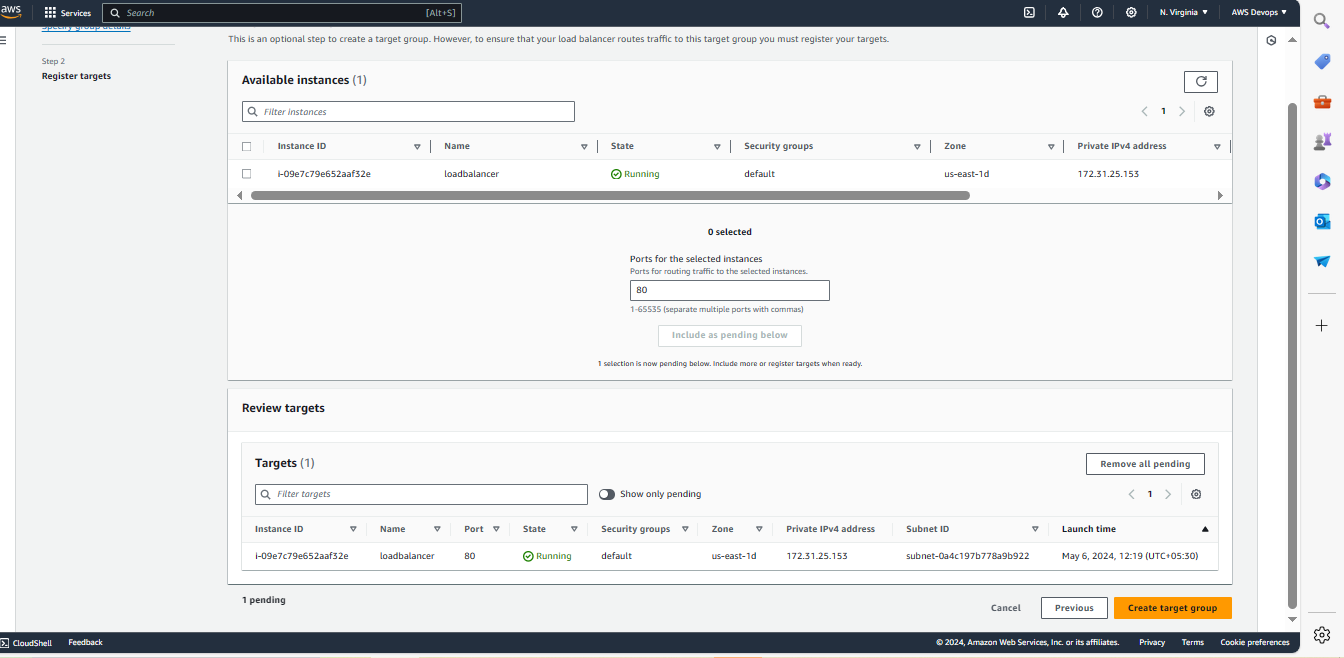 aws Services Search [Alt+S] N. Virginia AWS Devops
Specify group details
This is an optional step to create a target group. However, to ensure that your load balancer routes traffic to this target group you must register your targets.
Step 2
Register targets
Available instances (1)
Filter instances
1
Instance ID Name State Security groups Zone Private IPv4 address
i-09e7c79e652aaf32e loadbalancer Running default us-east-1d 172.31.25.153
0 selected
Ports for the selected instances
Ports for routing traffic to the selected instances.
80
1-65535 (separate multiple ports with commas)
Include as pending below
1 selection is now pending below. Include more or register targets when ready.
Review targets
Targets (1)
Remove all pending
Filter targets Show only pending 1
Instance ID Name Port State Security groups Zone Private IPv4 address Subnet ID Launch time
i-09e7c79e652aaf32e loadbalancer 80 Running default us-east-1d 172.31.25.153 subnet-0a4c197b778a9b922 May 6, 2024, 12:19 (UTC+05:30)
1 pending
Cancel Previous Create target group
CloudShell Feedback © 2024, Amazon Web Services, Inc. or its affiliates. Privacy Terms Cookie preferences